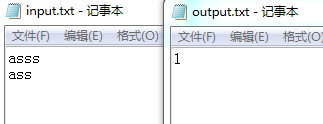 input.txt - 记事本
文件(F) 编辑(E) 格式(O)
asss
ass
output.txt - 记事本
文件(F) 编辑(E) 格式(O)
1